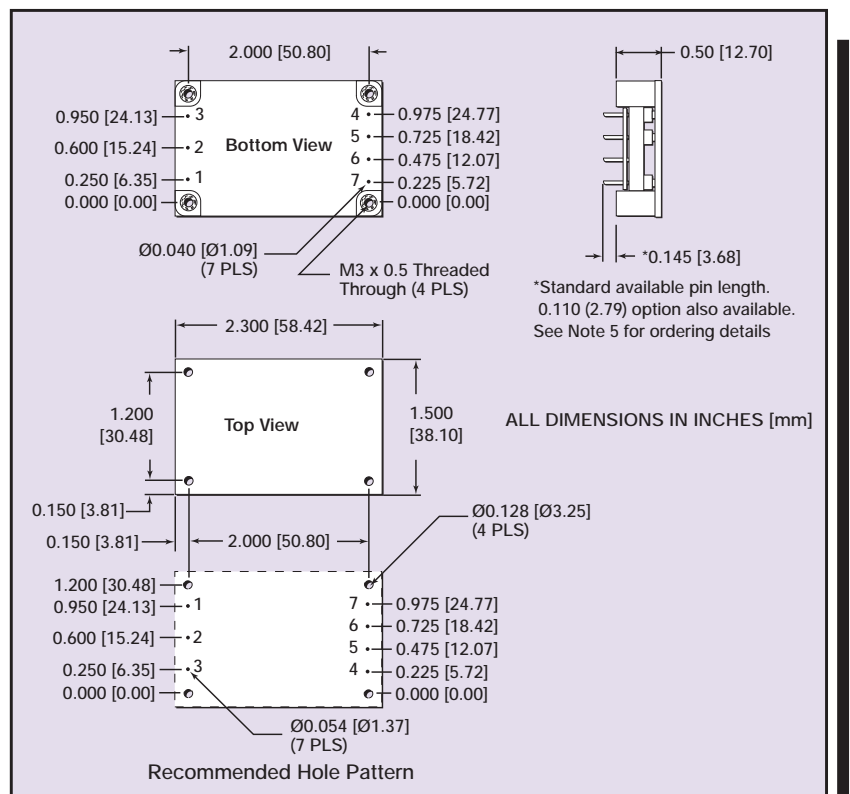 2.000 [50.80]
0.50 [12.70]
0.950 [24.13] 3
4 0.975 [24.77]
5 0.725 [18.42]
0.600 [15.24] 2
Bottom View
6 0.475 [12.07]
0.250 [6.35] 1
7 0.225 [5.72]
0.000 [0.00]
0.000 [0.00]
Ø0.040 [Ø1.09]
(7 PLS)
M3 x 0.5 Threaded
Through (4 PLS)
*0.145 [3.68]
*Standard available pin length.
0.110 (2.79) option also available.
See Note 5 for ordering details
2.300 [58.42]
1.200
[30.48]
Top View
1.500
[38.10]
ALL DIMENSIONS IN INCHES [mm]
0.150 [3.81]
0.150 [3.81]
2.000 [50.80]
Ø0.128 [Ø3.25]
(4 PLS)
1.200 [30.48]
0.950 [24.13] 1
7 0.975 [24.77]
6 0.725 [18.42]
0.600 [15.24] 2
5 0.475 [12.07]
0.250 [6.35] 3
4 0.225 [5.72]
0.000 [0.00]
0.000 [0.00]
Ø0.054 [Ø1.37]
(7 PLS)
Recommended Hole Pattern